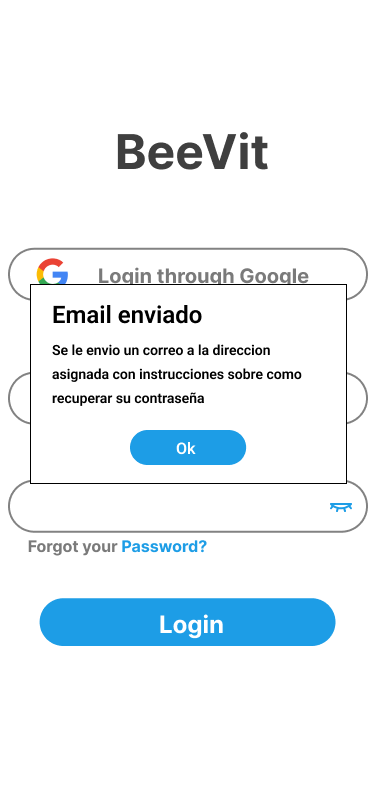 BeeVit
Login through Google
Email enviado
Se le envio un correo a la direccion
asignada con instrucciones sobre como
recuperar su contraseña
Ok
Forgot your Password?
Login